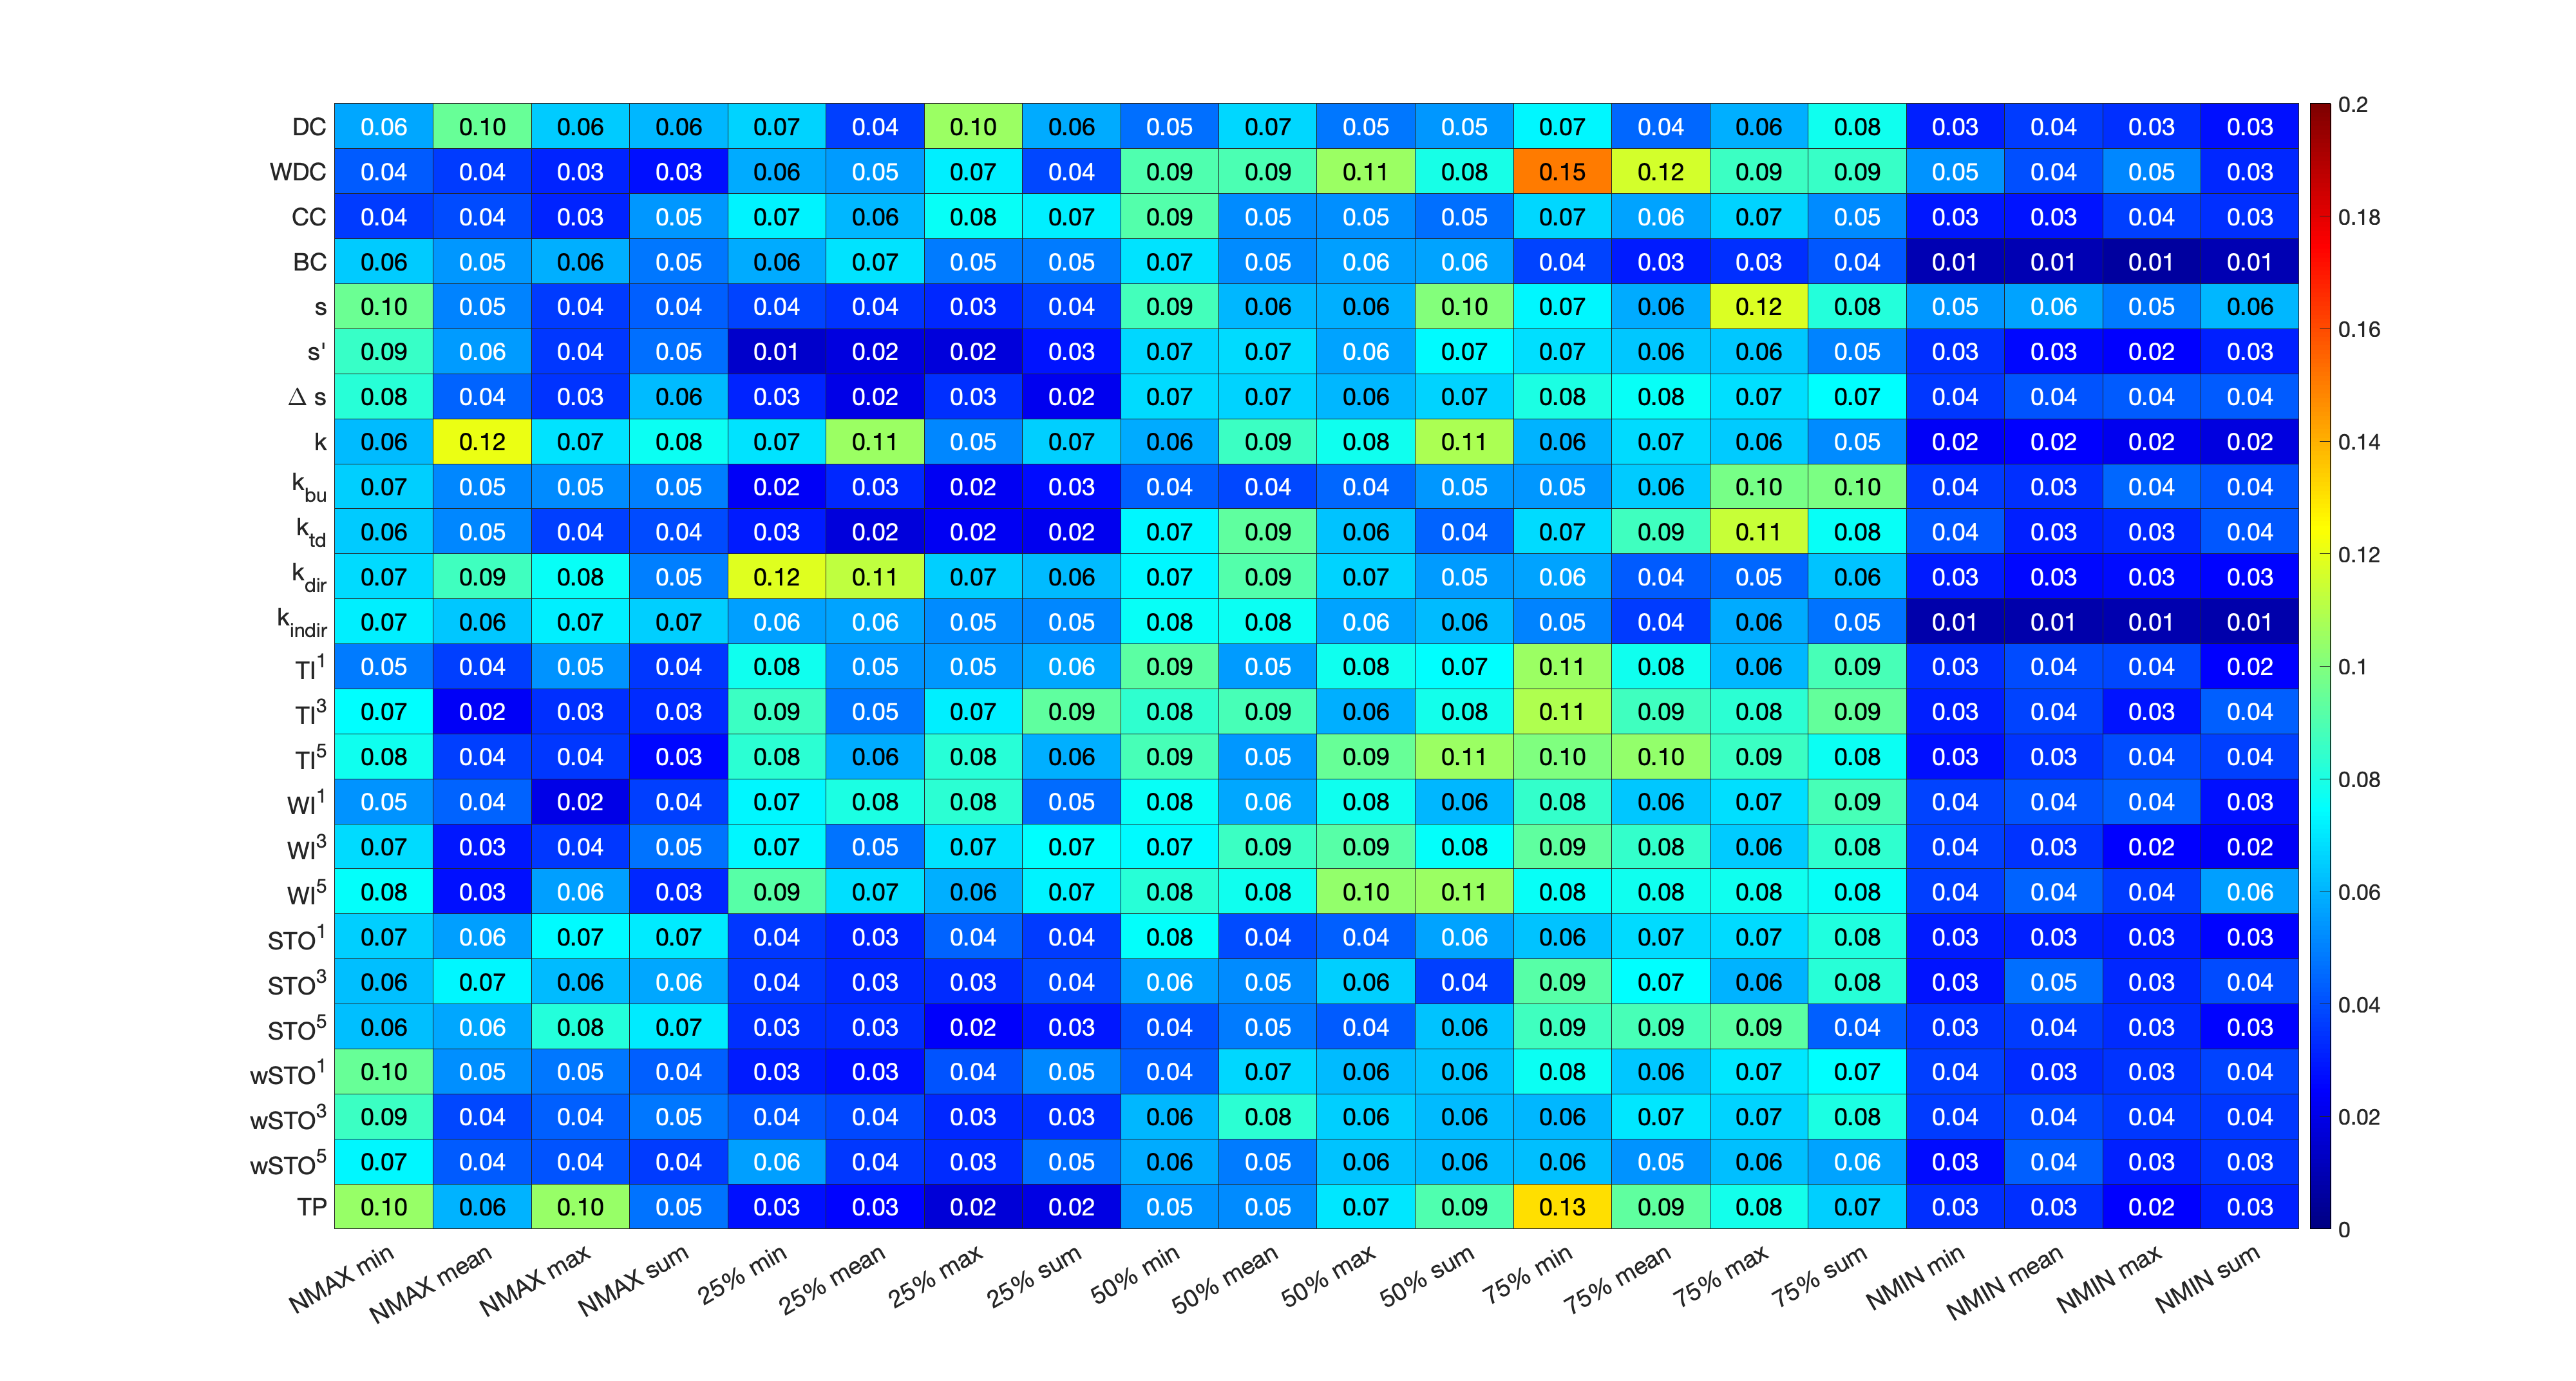 DC 0.06 0.10 0.06 0.06 0.07 0.04 0.10 0.06 0.05 0.07 0.05 0.05 0.07 0.04 0.06 0.08 0.03 0.04 0.03 0.03 0.2
WDC 0.04 0.04 0.03 0.03 0.06 0.05 0.07 0.04 0.09 0.09 0.11 0.08 0.15 0.12 0.09 0.09 0.05 0.04 0.05 0.03
CC 0.04 0.04 0.03 0.05 0.07 0.06 0.08 0.07 0.09 0.05 0.05 0.05 0.07 0.06 0.07 0.05 0.03 0.03 0.04 0.03 0.18
BC 0.06 0.05 0.06 0.05 0.06 0.07 0.05 0.05 0.07 0.05 0.06 0.06 0.04 0.03 0.03 0.04 0.01 0.01 0.01 0.01
s 0.10 0.05 0.04 0.04 0.04 0.04 0.03 0.04 0.09 0.06 0.06 0.10 0.07 0.06 0.12 0.08 0.05 0.06 0.05 0.06 0.16
s' 0.09 0.06 0.04 0.05 0.01 0.02 0.02 0.03 0.07 0.07 0.06 0.07 0.07 0.06 0.06 0.05 0.03 0.03 0.02 0.03
Δ s 0.08 0.04 0.03 0.06 0.03 0.02 0.03 0.02 0.07 0.07 0.06 0.07 0.08 0.08 0.07 0.07 0.04 0.04 0.04 0.04
k 0.06 0.12 0.07 0.08 0.07 0.11 0.05 0.07 0.06 0.09 0.08 0.11 0.06 0.07 0.06 0.05 0.02 0.02 0.02 0.02 0.14
k_bu 0.07 0.05 0.05 0.05 0.02 0.03 0.02 0.03 0.04 0.04 0.04 0.05 0.05 0.06 0.10 0.10 0.04 0.03 0.04 0.04
k_td 0.06 0.05 0.04 0.04 0.03 0.02 0.02 0.02 0.07 0.09 0.06 0.04 0.07 0.09 0.11 0.08 0.04 0.03 0.03 0.04 0.12
k_dir 0.07 0.09 0.08 0.05 0.12 0.11 0.07 0.06 0.07 0.09 0.07 0.05 0.06 0.04 0.05 0.06 0.03 0.03 0.03 0.03
k_indir 0.07 0.06 0.07 0.07 0.06 0.06 0.05 0.05 0.08 0.08 0.06 0.06 0.05 0.04 0.06 0.05 0.01 0.01 0.01 0.01
TI^1 0.05 0.04 0.05 0.04 0.08 0.05 0.05 0.06 0.09 0.05 0.08 0.07 0.11 0.08 0.06 0.09 0.03 0.04 0.04 0.02 0.1
TI^3 0.07 0.02 0.03 0.03 0.09 0.05 0.07 0.09 0.08 0.09 0.06 0.08 0.11 0.09 0.08 0.09 0.03 0.04 0.03 0.04
TI^5 0.08 0.04 0.04 0.03 0.08 0.06 0.08 0.06 0.09 0.05 0.09 0.11 0.10 0.10 0.09 0.08 0.03 0.03 0.04 0.04 0.08
WI^1 0.05 0.04 0.02 0.04 0.07 0.08 0.08 0.05 0.08 0.06 0.08 0.06 0.08 0.06 0.07 0.09 0.04 0.04 0.04 0.03
WI^3 0.07 0.03 0.04 0.05 0.07 0.05 0.07 0.07 0.07 0.09 0.09 0.08 0.09 0.08 0.06 0.08 0.04 0.03 0.02 0.02
WI^5 0.08 0.03 0.06 0.03 0.09 0.07 0.06 0.07 0.08 0.08 0.10 0.11 0.08 0.08 0.08 0.08 0.04 0.04 0.04 0.06 0.06
STO^1 0.07 0.06 0.07 0.07 0.04 0.03 0.04 0.04 0.08 0.04 0.04 0.06 0.06 0.07 0.07 0.08 0.03 0.03 0.03 0.03
STO^3 0.06 0.07 0.06 0.06 0.04 0.03 0.03 0.04 0.06 0.05 0.06 0.04 0.09 0.07 0.06 0.08 0.03 0.05 0.03 0.04 0.04
STO^5 0.06 0.06 0.08 0.07 0.03 0.03 0.02 0.03 0.04 0.05 0.04 0.06 0.09 0.09 0.09 0.04 0.03 0.04 0.03 0.03
wSTO^1 0.10 0.05 0.05 0.04 0.03 0.03 0.04 0.05 0.04 0.07 0.06 0.06 0.08 0.06 0.07 0.07 0.04 0.03 0.03 0.04
wSTO^3 0.09 0.04 0.04 0.05 0.04 0.04 0.03 0.03 0.06 0.08 0.06 0.06 0.06 0.07 0.07 0.08 0.04 0.04 0.04 0.04 0.02
wSTO^5 0.07 0.04 0.04 0.04 0.06 0.04 0.03 0.05 0.06 0.05 0.06 0.06 0.06 0.05 0.06 0.06 0.03 0.04 0.03 0.03
TP 0.10 0.06 0.10 0.05 0.03 0.03 0.02 0.02 0.05 0.05 0.07 0.09 0.13 0.09 0.08 0.07 0.03 0.03 0.02 0.03 0
NMAX min NMAX mean NMAX max NMAX sum 25% min 25% mean 25% max 25% sum 50% min 50% mean 50% max 50% sum 75% min 75% mean 75% max 75% sum NMIN min NMIN mean NMIN max NMIN sum